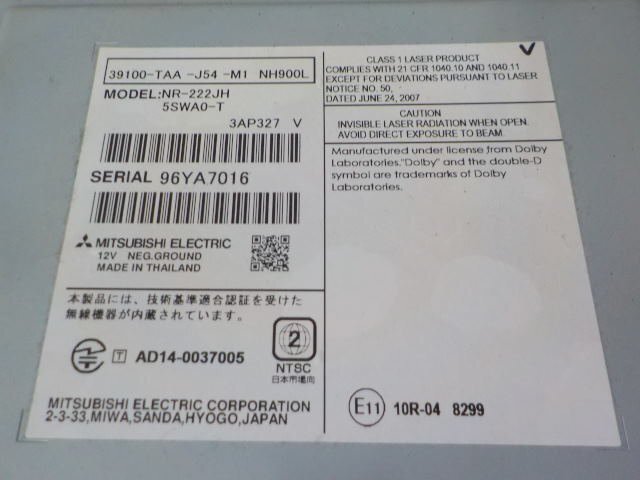 39100-TAA -J54 -M1 NH900L
MODEL:NR-222JH
5SWA0-T
3AP327 V
SERIAL 96YA7016
MITSUBISHI ELECTRIC
12V NEG.GROUND
MADE IN THAILAND
本製品には、技術基準適合認証を受けた
無線機器が内蔵されています。
T AD14-0037005
2
NTSC
日本市場向
MITSUBISHI ELECTRIC CORPORATION
2-3-33,MIWA,SANDA,HYOGO,JAPAN
V
CLASS 1 LASER PRODUCT
COMPLIES WITH 21 CFR 1040.10 AND 1040.11
EXCEPT FOR DEVIATIONS PURSUANT TO LASER
NOTICE NO. 50,
DATED JUNE 24, 2007
CAUTION
INVISIBLE LASER RADIATION WHEN OPEN.
AVOID DIRECT EXPOSURE TO BEAM.
Manufactured under license from Dolby
Laboratories."Dolby" and the double-D
symbol are trademarks of Dolby
Laboratories.
E11 10R-04 8299